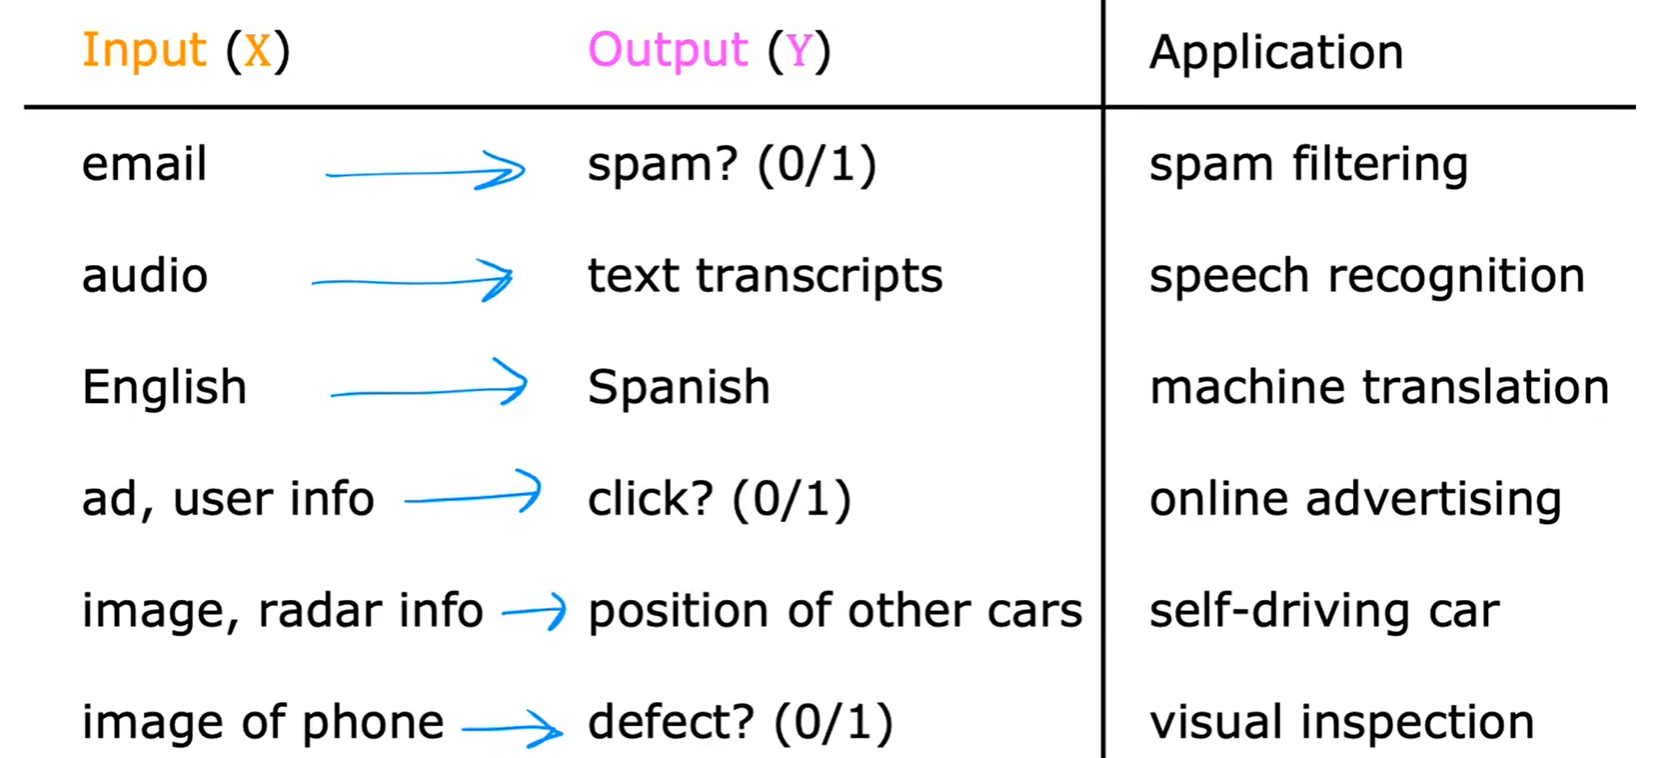 Input (X) Output (Y) Application
email spam? (0/1) spam filtering
audio text transcripts speech recognition
English Spanish machine translation
ad, user info click? (0/1) online advertising
image, radar info position of other cars self-driving car
image of phone defect? (0/1) visual inspection